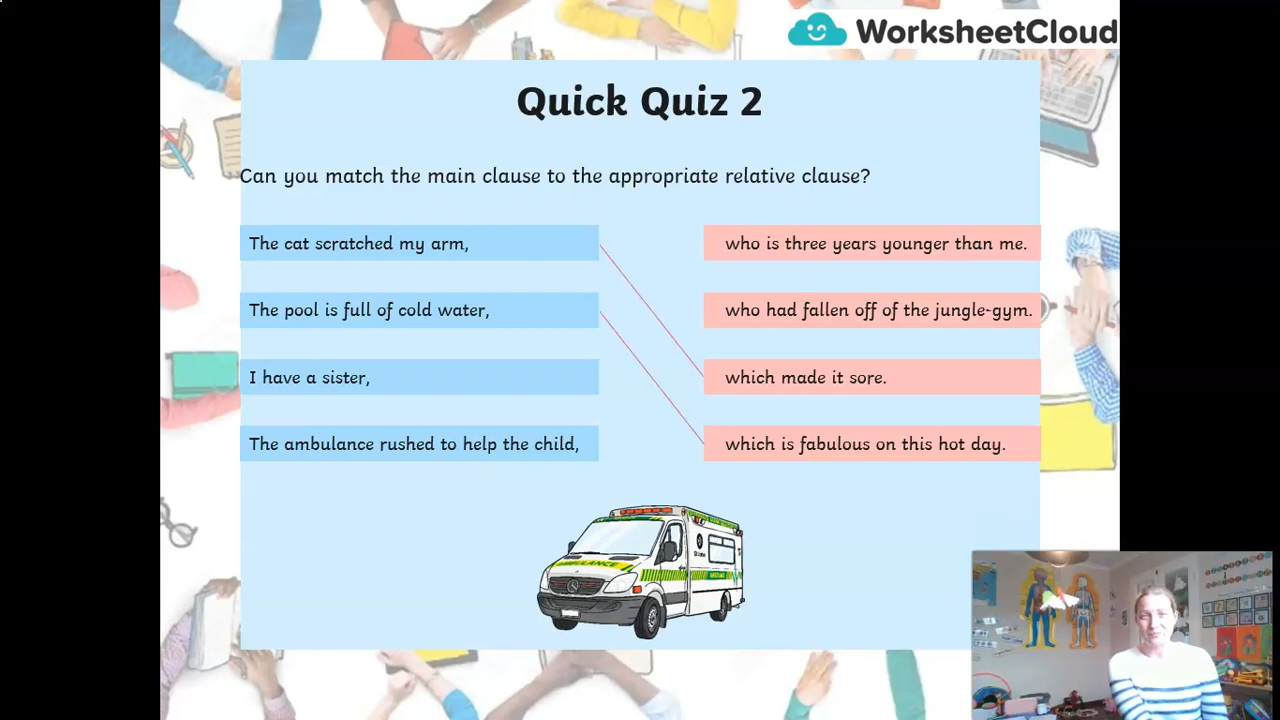 WorksheetCloud
Quick Quiz 2
Can you match the main clause to the appropriate relative clause?
The cat scratched my arm,
who is three years younger than me.
The pool is full of cold water,
who had fallen off of the jungle-gym.
I have a sister,
which made it sore.
The ambulance rushed to help the child,
which is fabulous on this hot day.
AMBULANCE